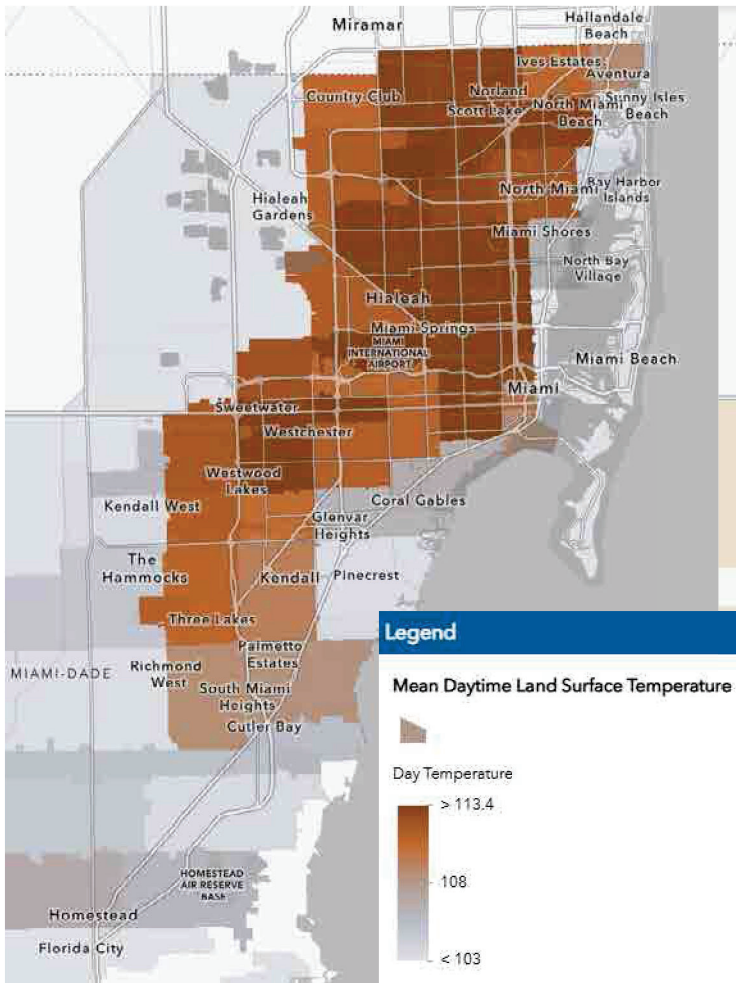 Miramar
Hallandale
Beach
Ives Estates
Aventura
Country Club
Norland
Scott Lake
North Miami
Beach
Sunny Isles
Beach
North Miami
Bay Harbor
Islands
Hialeah
Gardens
Miami Shores
North Bay
Village
Hialeah
Miami Springs
MIAMI
INTERNATIONAL
AIRPORT
Miami Beach
Miami
Sweetwater
Westchester
Westwood
Lakes
Kendall West
Coral Gables
Glenvar
Heights
The
Hammocks
Kendall
Pinecrest
Three Lakes
Palmetto
Estates
MIAMI-DADE
Richmond
West
South Miami
Heights
Cutler Bay
HOMESTEAD
AIR RESERVE
BASE
Homestead
Florida City
Legend
Mean Daytime Land Surface Temperature
Day Temperature
> 113.4
108
< 103